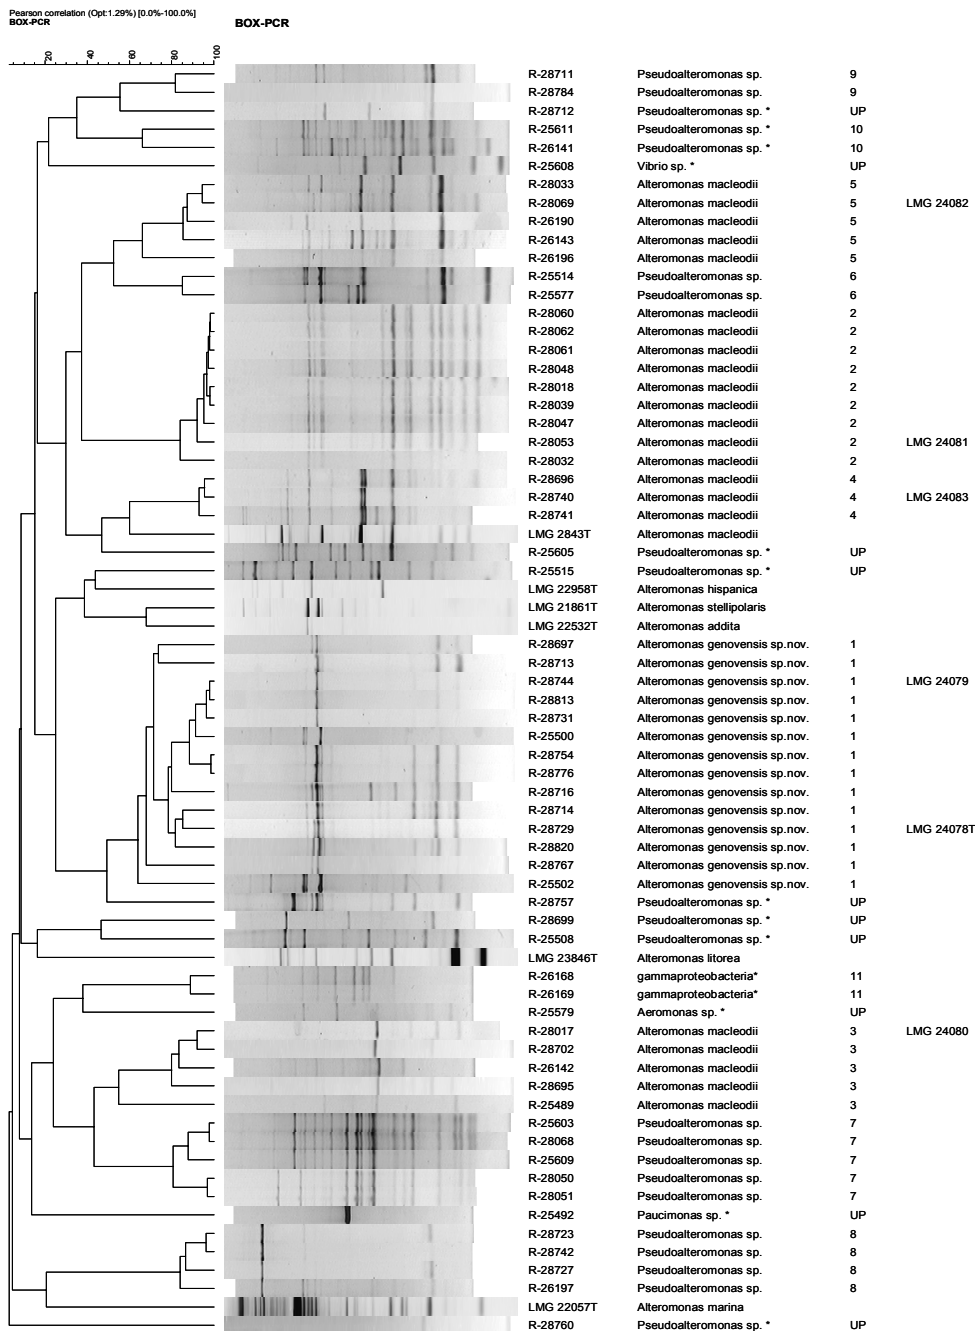 Pearson correlation (Opt:1.29%) [0.0%-100.0%]
BOX-PCR BOX-PCR
20 40 60 80 100
R-28711 Pseudoalteromonas sp. 9
R-28784 Pseudoalteromonas sp. 9
R-28712 Pseudoalteromonas sp. * UP
R-25611 Pseudoalteromonas sp. * 10
R-26141 Pseudoalteromonas sp. * 10
R-25608 Vibrio sp. * UP
R-28033 Alteromonas macleodii 5
R-28069 Alteromonas macleodii 5 LMG 24082
R-26190 Alteromonas macleodii 5
R-26143 Alteromonas macleodii 5
R-26196 Alteromonas macleodii 5
R-25514 Pseudoalteromonas sp. 6
R-25577 Pseudoalteromonas sp. 6
R-28060 Alteromonas macleodii 2
R-28062 Alteromonas macleodii 2
R-28061 Alteromonas macleodii 2
R-28048 Alteromonas macleodii 2
R-28018 Alteromonas macleodii 2
R-28039 Alteromonas macleodii 2
R-28047 Alteromonas macleodii 2
R-28053 Alteromonas macleodii 2 LMG 24081
R-28032 Alteromonas macleodii 2
R-28696 Alteromonas macleodii 4
R-28740 Alteromonas macleodii 4 LMG 24083
R-28741 Alteromonas macleodii 4
LMG 2843T Alteromonas macleodii
R-25605 Pseudoalteromonas sp. * UP
R-25515 Pseudoalteromonas sp. * UP
LMG 22958T Alteromonas hispanica
LMG 21861T Alteromonas stellipolaris
LMG 22532T Alteromonas addita
R-28697 Alteromonas genovensis sp.nov. 1
R-28713 Alteromonas genovensis sp.nov. 1
R-28744 Alteromonas genovensis sp.nov. 1 LMG 24079
R-28813 Alteromonas genovensis sp.nov. 1
R-28731 Alteromonas genovensis sp.nov. 1
R-25500 Alteromonas genovensis sp.nov. 1
R-28754 Alteromonas genovensis sp.nov. 1
R-28776 Alteromonas genovensis sp.nov. 1
R-28716 Alteromonas genovensis sp.nov. 1
R-28714 Alteromonas genovensis sp.nov. 1
R-28729 Alteromonas genovensis sp.nov. 1 LMG 24078T
R-28820 Alteromonas genovensis sp.nov. 1
R-28767 Alteromonas genovensis sp.nov. 1
R-25502 Alteromonas genovensis sp.nov. 1
R-28757 Pseudoalteromonas sp. * UP
R-28699 Pseudoalteromonas sp. * UP
R-25508 Pseudoalteromonas sp. * UP
LMG 23846T Alteromonas litorea
R-26168 gammaproteobacteria* 11
R-26169 gammaproteobacteria* 11
R-25579 Aeromonas sp. * UP
R-28017 Alteromonas macleodii 3 LMG 24080
R-28702 Alteromonas macleodii 3
R-26142 Alteromonas macleodii 3
R-28695 Alteromonas macleodii 3
R-25489 Alteromonas macleodii 3
R-25603 Pseudoalteromonas sp. 7
R-28068 Pseudoalteromonas sp. 7
R-25609 Pseudoalteromonas sp. 7
R-28050 Pseudoalteromonas sp. 7
R-28051 Pseudoalteromonas sp. 7
R-25492 Paucimonas sp. * UP
R-28723 Pseudoalteromonas sp. 8
R-28742 Pseudoalteromonas sp. 8
R-28727 Pseudoalteromonas sp. 8
R-26197 Pseudoalteromonas sp. 8
LMG 22057T Alteromonas marina
R-28760 Pseudoalteromonas sp. * UP